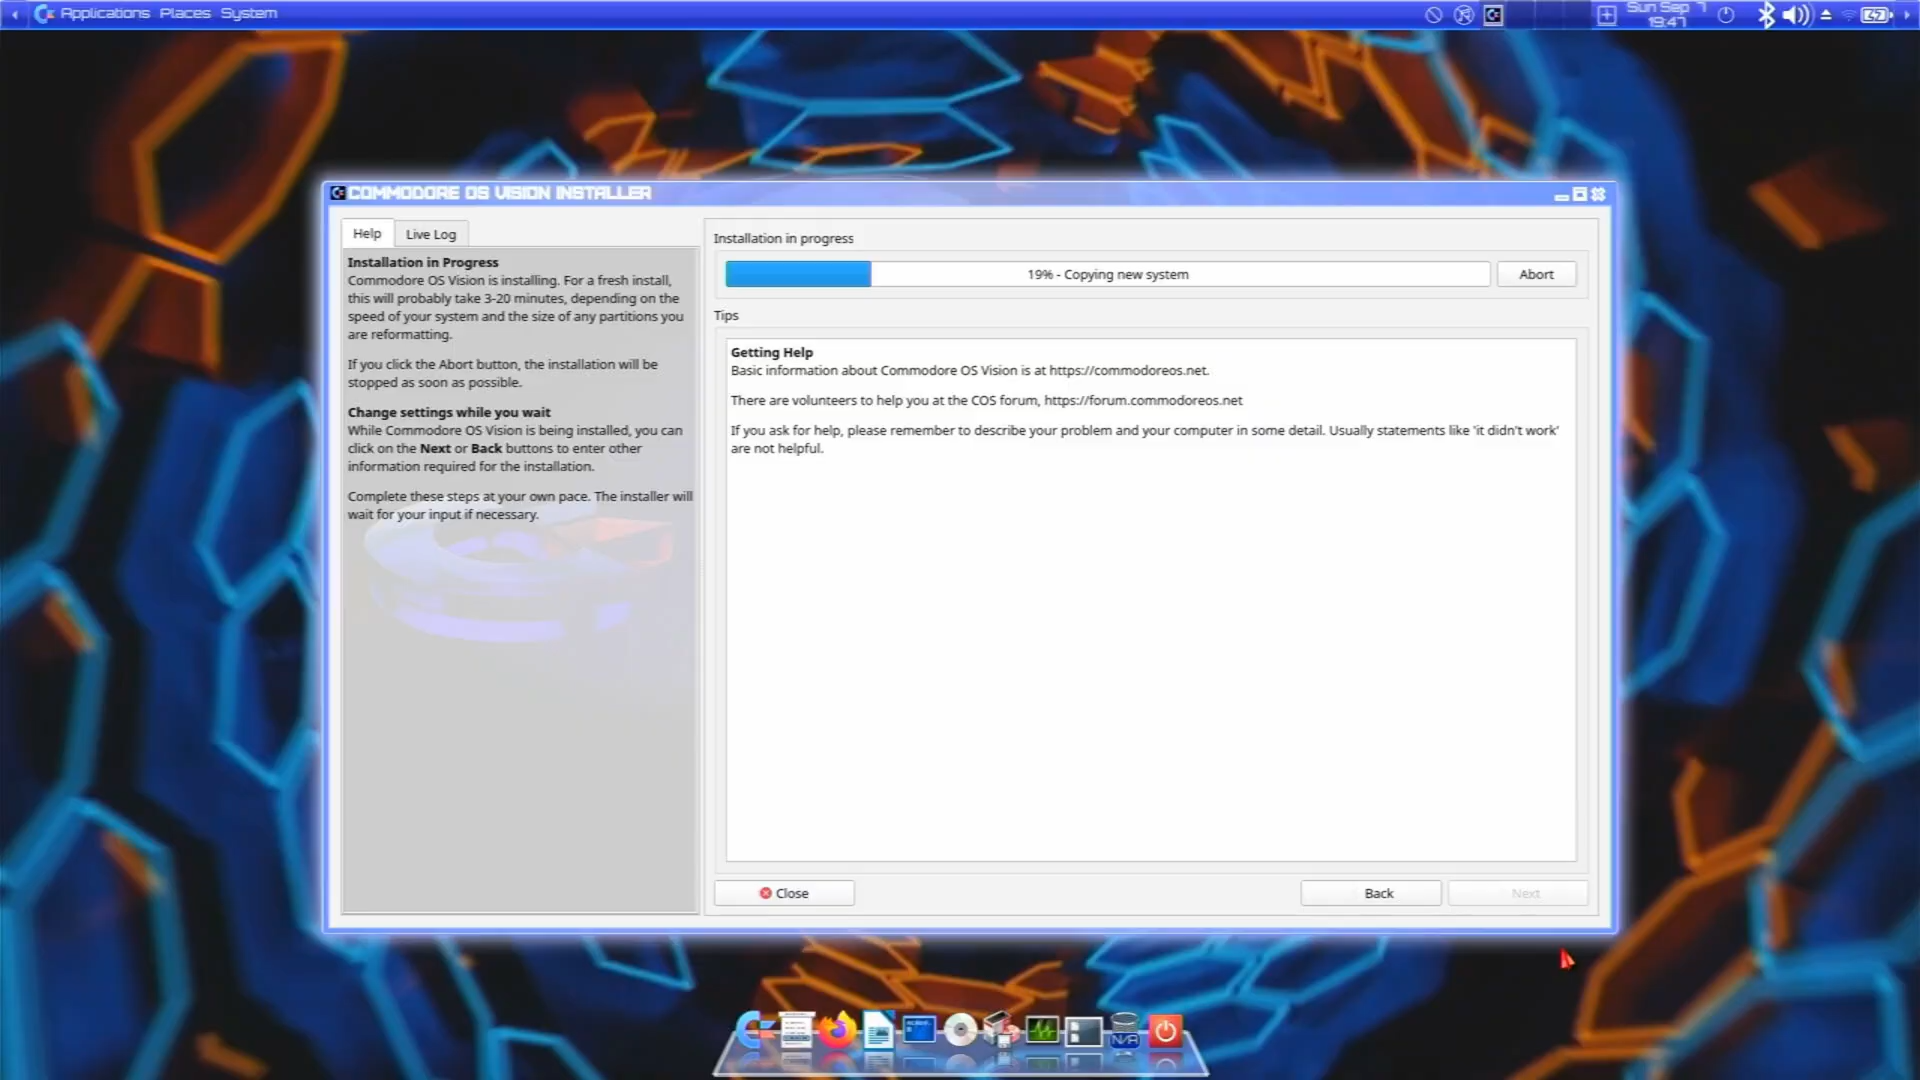 Applications Places System
Sun Sep 7
19:47
COMMODORE OS VISION INSTALLER
Help
Live Log
Installation in Progress
Commodore OS Vision is installing. For a fresh install,
this will probably take 3-20 minutes, depending on the
speed of your system and the size of any partitions you
are reformatting.
If you click the Abort button, the installation will be
stopped as soon as possible.
Change settings while you wait
While Commodore OS Vision is being installed, you can
click on the Next or Back buttons to enter other
information required for the installation.
Complete these steps at your own pace. The installer will
wait for your input if necessary.
Installation in progress
19% - Copying new system
Abort
Tips
Getting Help
Basic information about Commodore OS Vision is at https://commodoreos.net.
There are volunteers to help you at the COS forum, https://forum.commodoreos.net
If you ask for help, please remember to describe your problem and your computer in some detail. Usually statements like 'it didn't work'
are not helpful.
Close
Back
Next
N/A